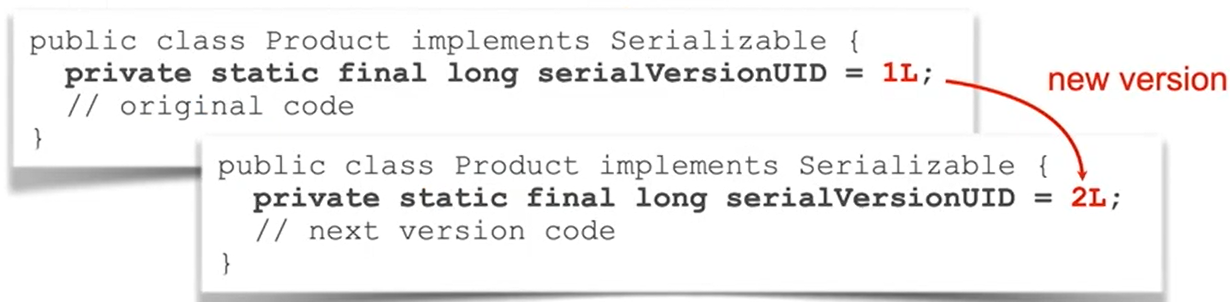 public class Product implements Serializable {
private static final long serialVersionUID = 1L;
// original code
}
new version
public class Product implements Serializable {
private static final long serialVersionUID = 2L;
// next version code
}